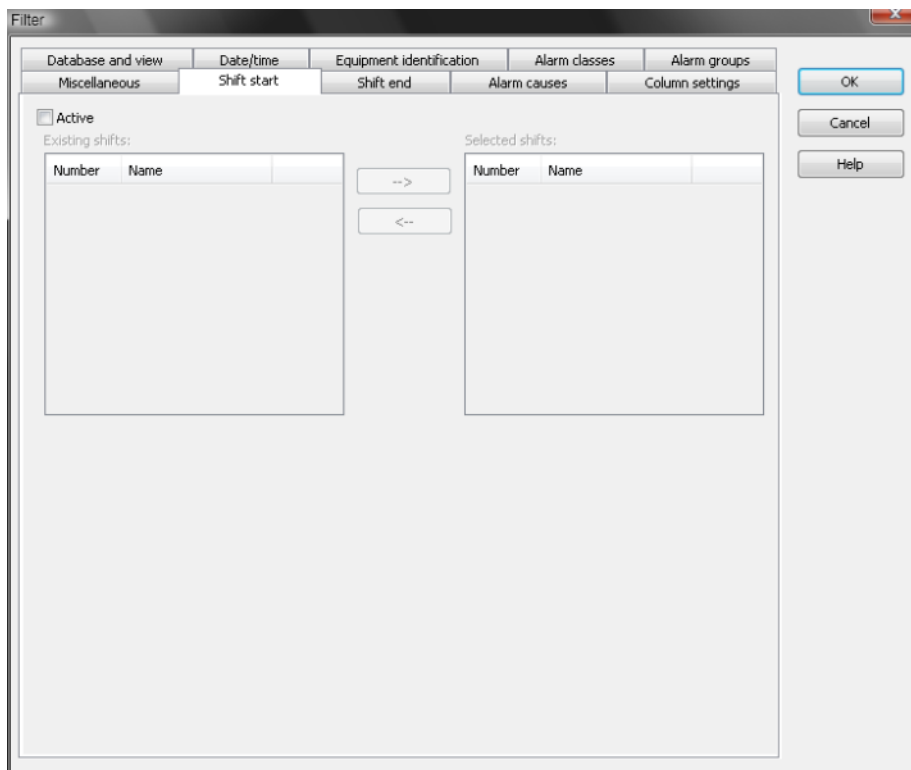 Filter
Database and view Date/time Equipment identification Alarm classes Alarm groups
Miscellaneous Shift start Shift end Alarm causes Column settings
OK
Active
Cancel
Existing shifts: Selected shifts:
Number Name --> Number Name
Help
<--